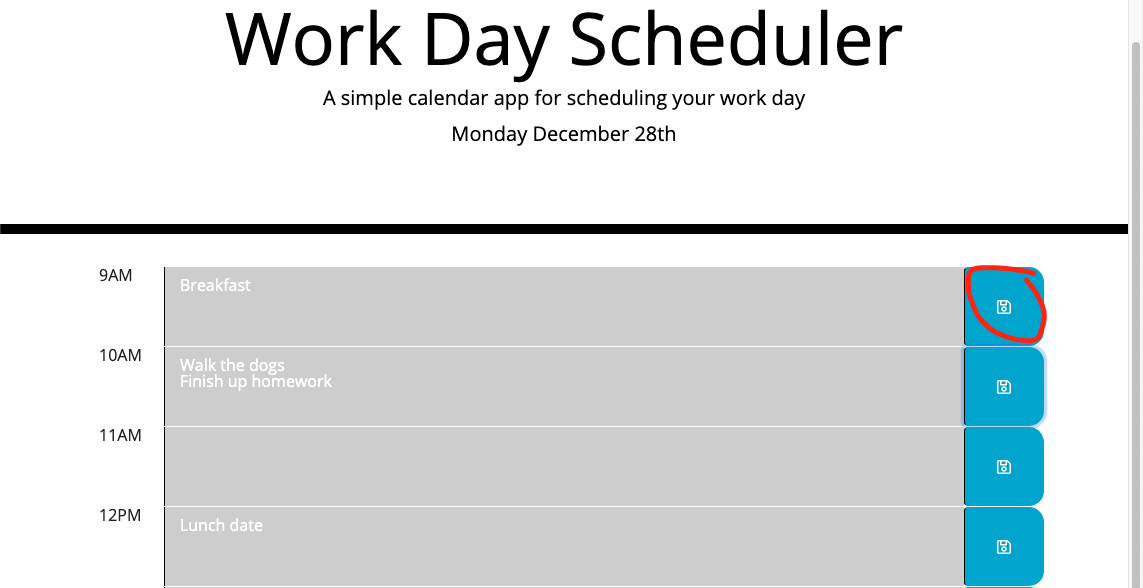 Work Day Scheduler
A simple calendar app for scheduling your work day
Monday December 28th
9AM
Breakfast
10AM
Walk the dogs
Finish up homework
11AM
12PM
Lunch date